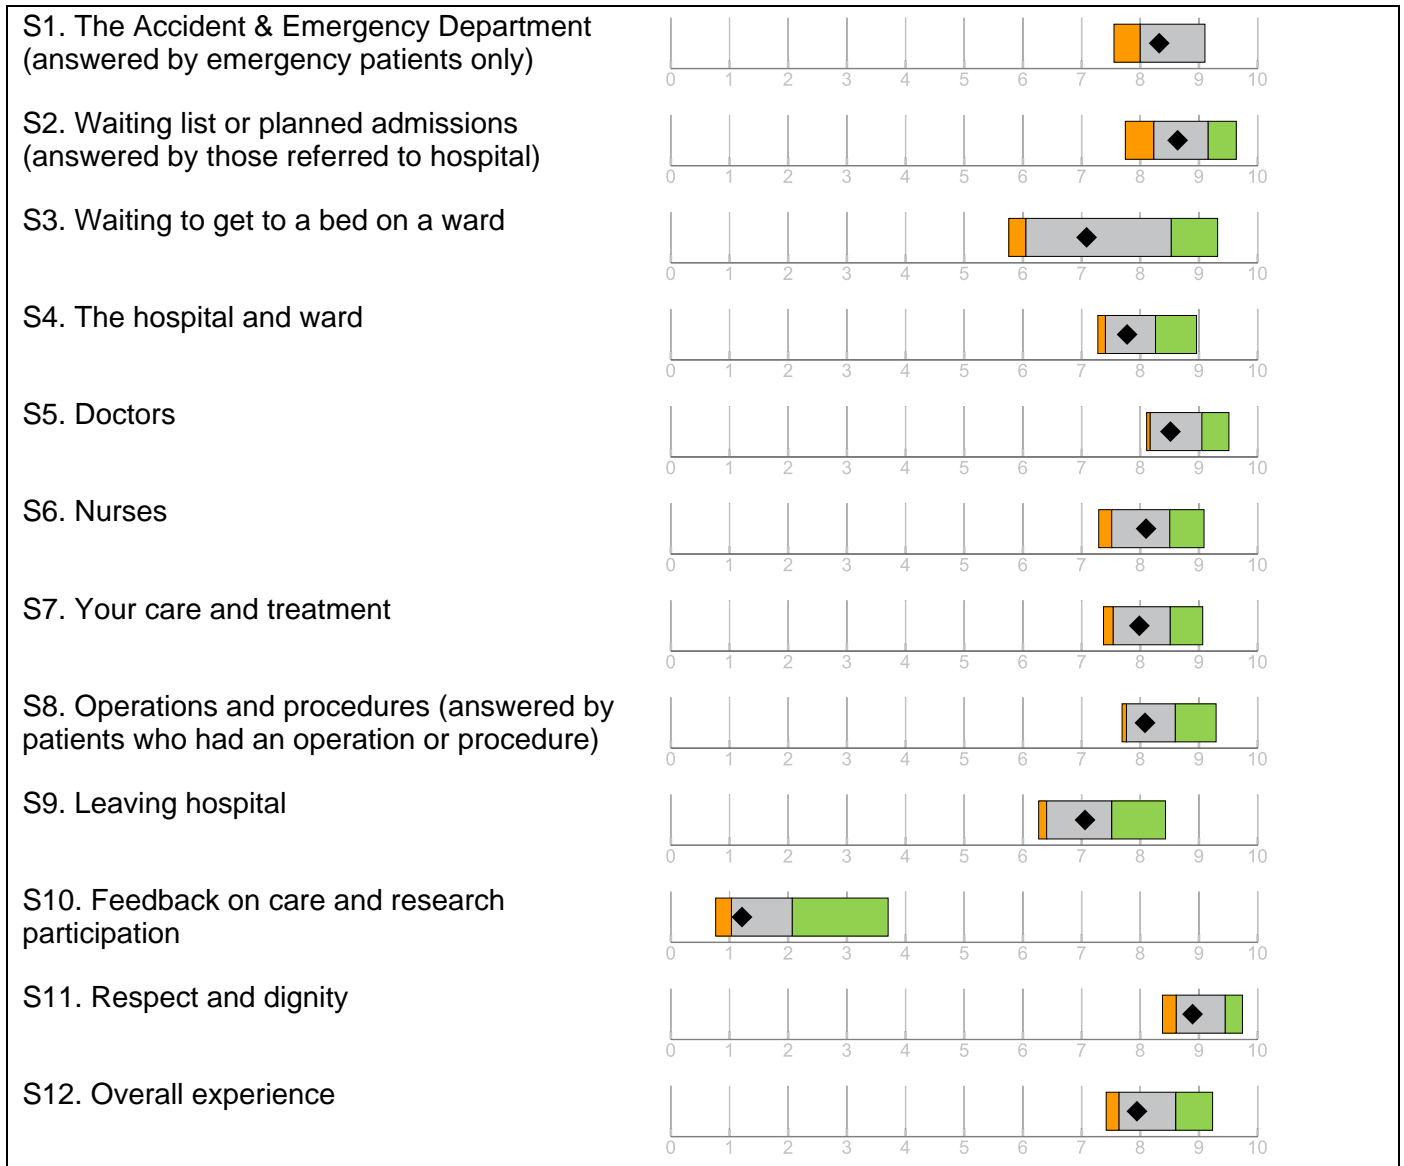 S1. The Accident & Emergency Department
(answered by emergency patients only)
0 1 2 3 4 5 6 7 8 9 10
S2. Waiting list or planned admissions
(answered by those referred to hospital)
0 1 2 3 4 5 6 7 8 9 10
S3. Waiting to get to a bed on a ward
0 1 2 3 4 5 6 7 8 9 10
S4. The hospital and ward
0 1 2 3 4 5 6 7 8 9 10
S5. Doctors
0 1 2 3 4 5 6 7 8 9 10
S6. Nurses
0 1 2 3 4 5 6 7 8 9 10
S7. Your care and treatment
0 1 2 3 4 5 6 7 8 9 10
S8. Operations and procedures (answered by
patients who had an operation or procedure)
0 1 2 3 4 5 6 7 8 9 10
S9. Leaving hospital
0 1 2 3 4 5 6 7 8 9 10
S10. Feedback on care and research
participation
0 1 2 3 4 5 6 7 8 9 10
S11. Respect and dignity
0 1 2 3 4 5 6 7 8 9 10
S12. Overall experience
0 1 2 3 4 5 6 7 8 9 10